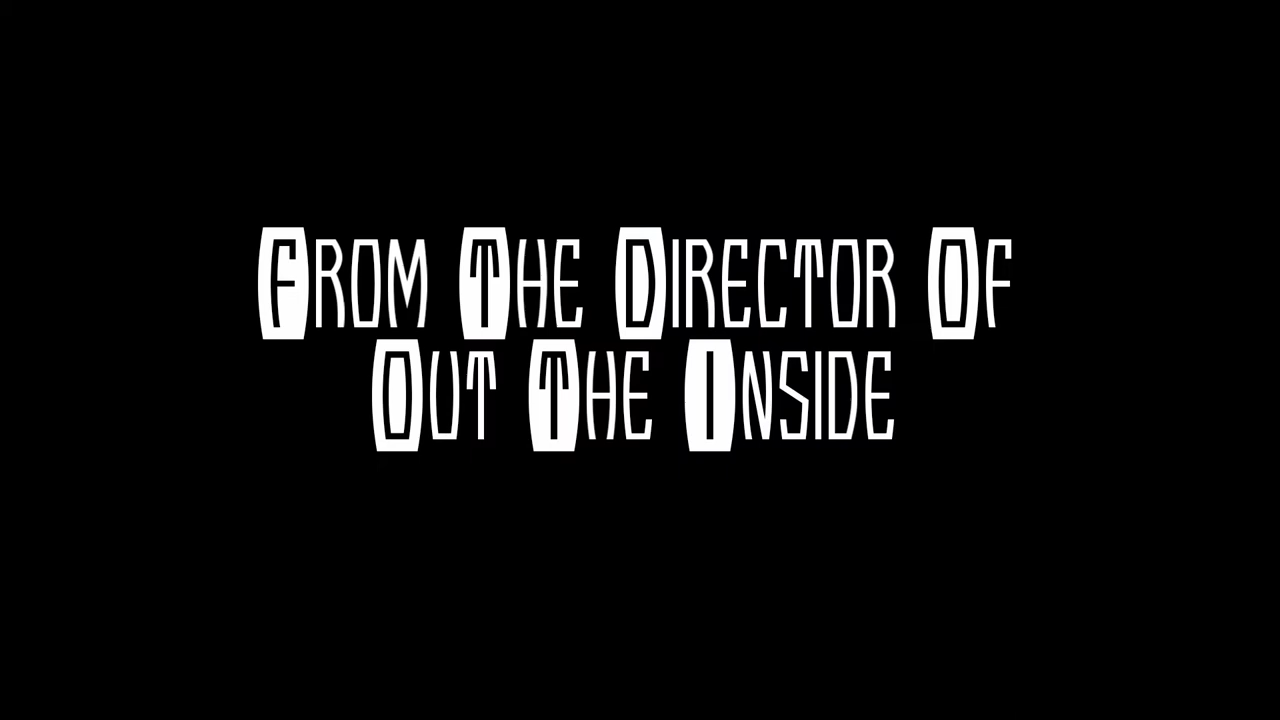 From The Director Of
Out The Inside